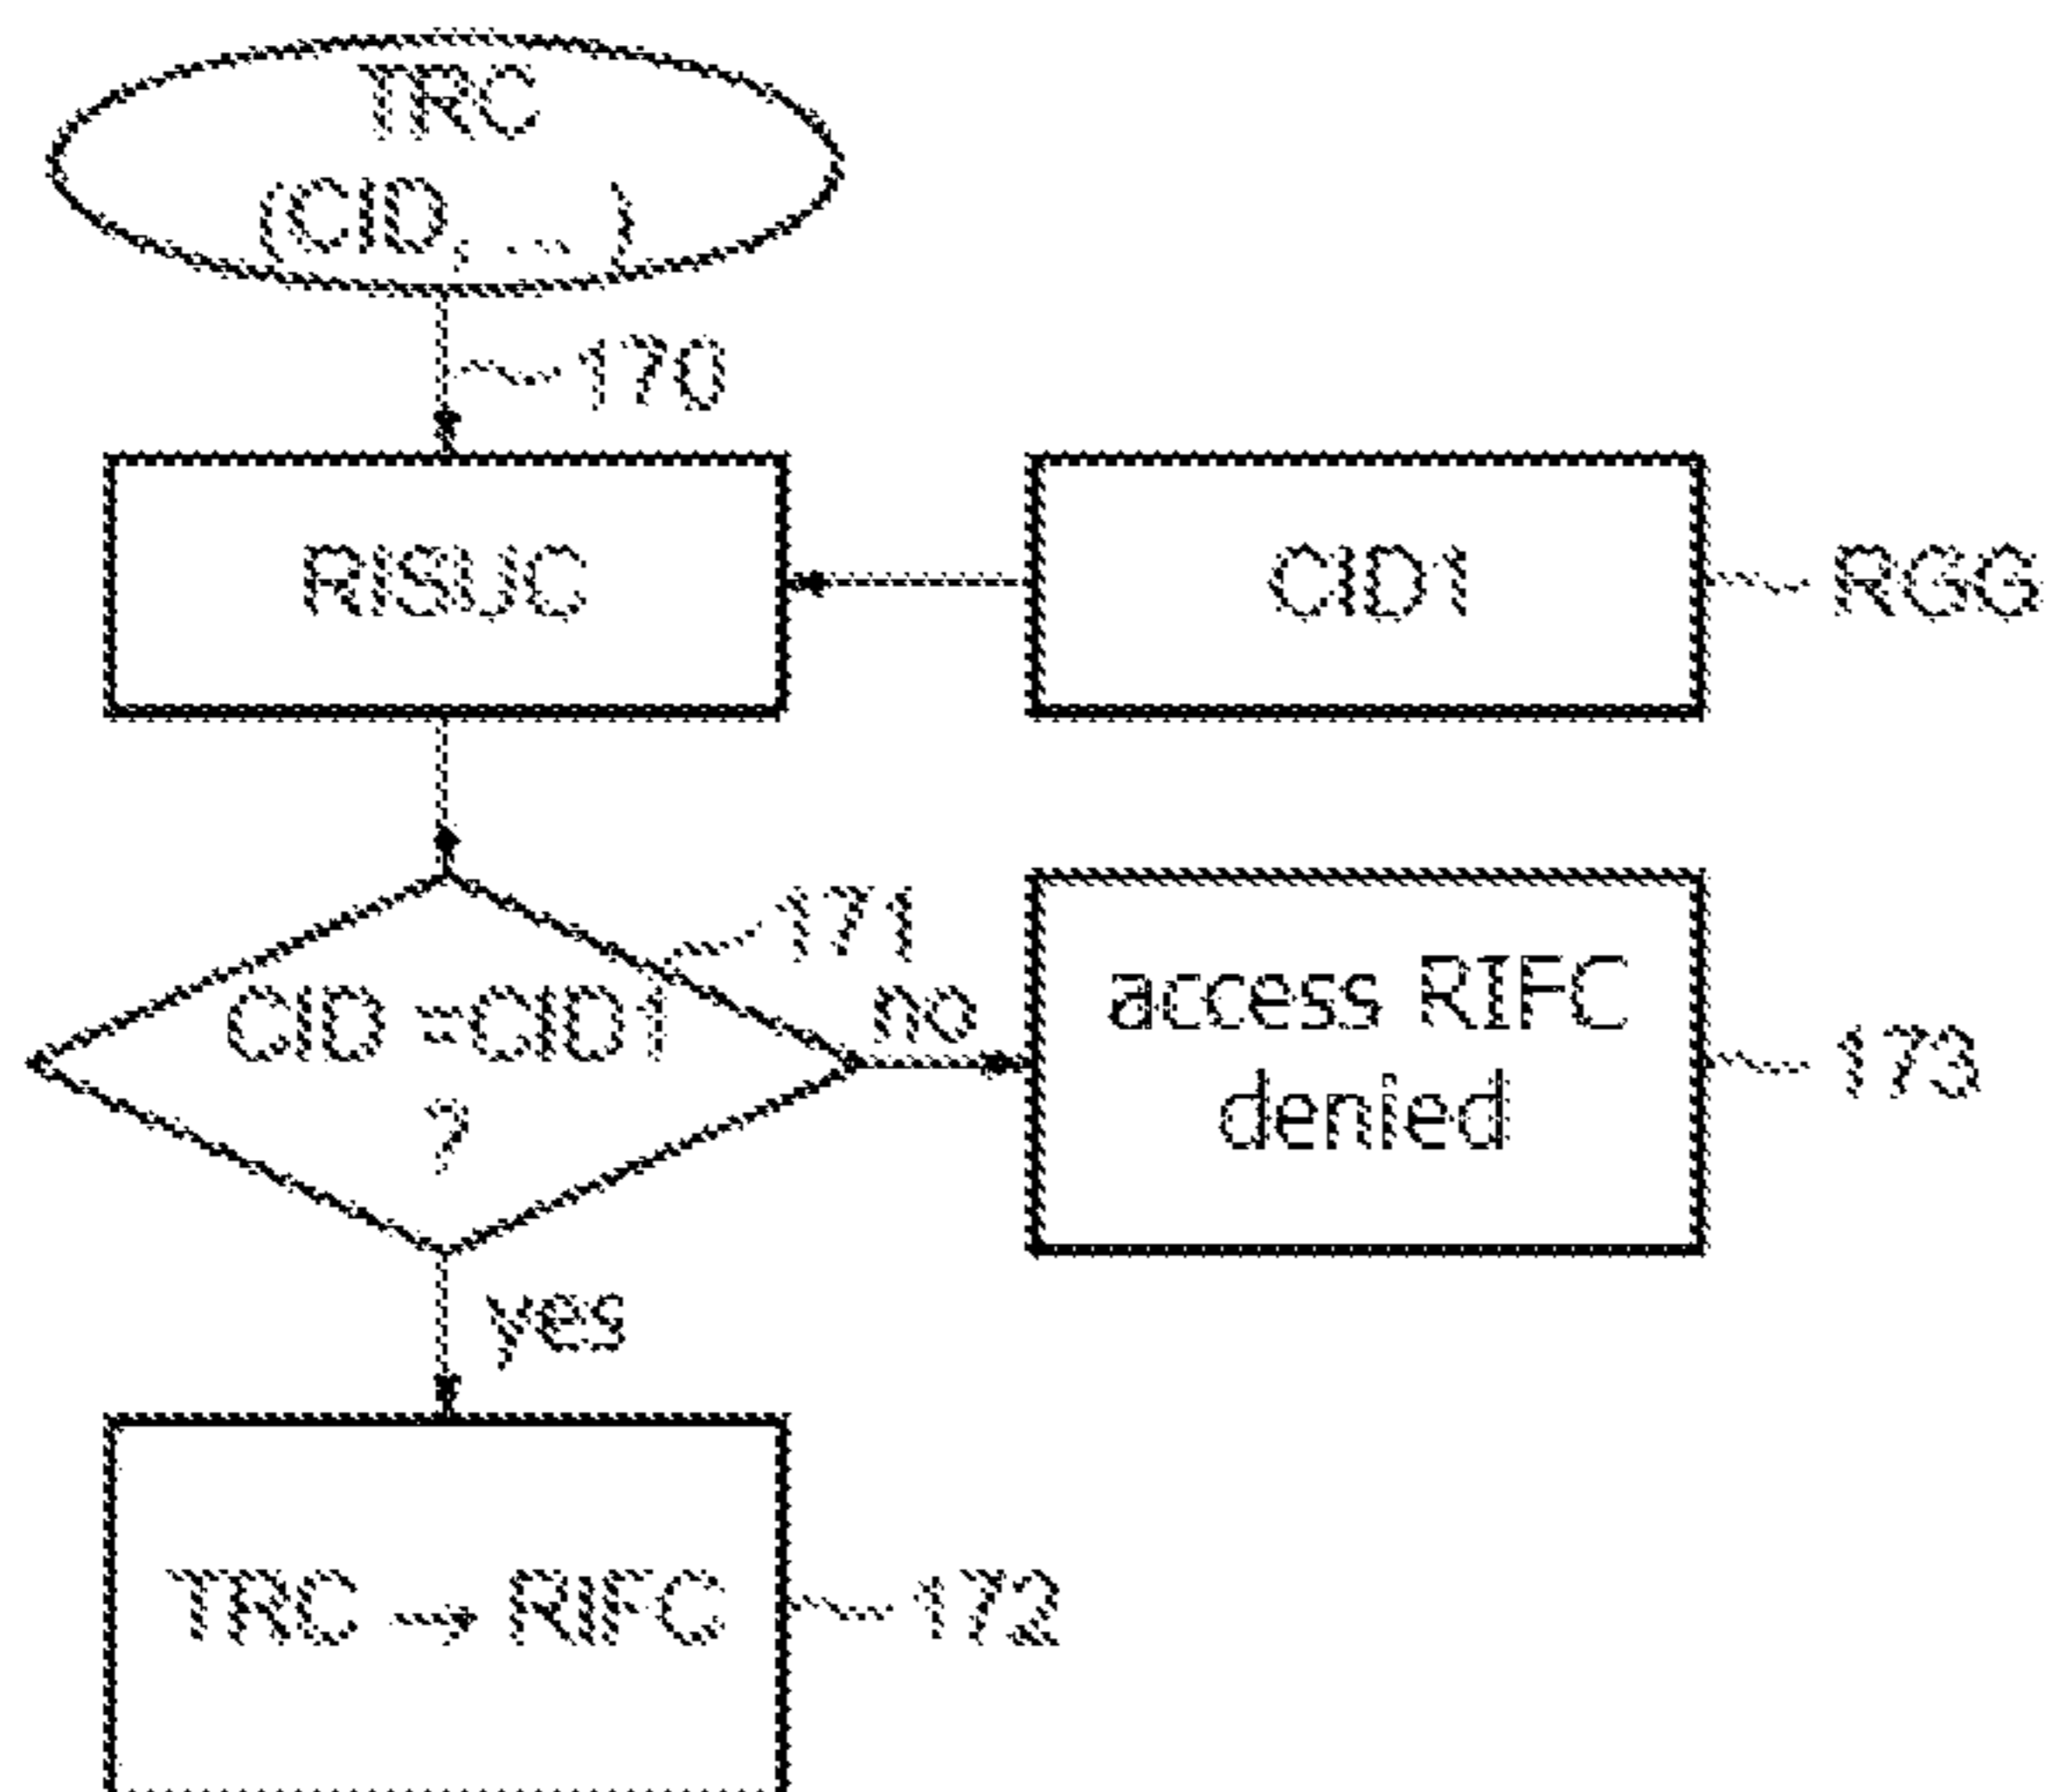 TRC
(CID, ... )
170
RISUC
CID1
RGG
171
CID =CID1
?
no
access RIFC
denied
173
yes
TRC → RIFC
172